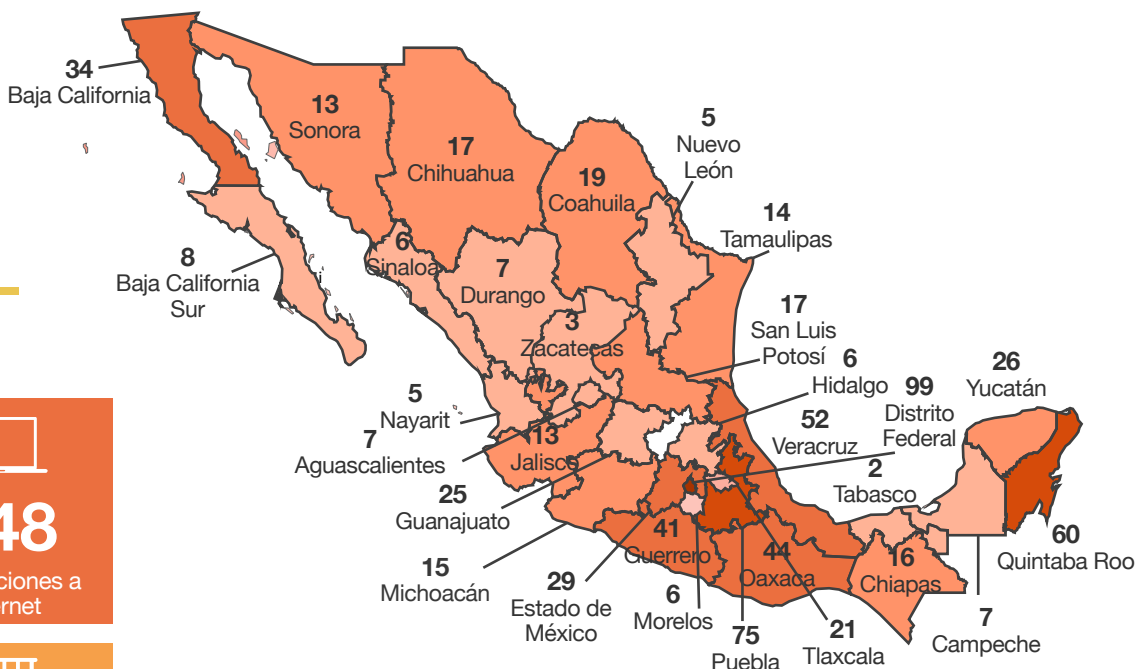 34
Baja California
13
Sonora
17
Chihuahua
19
Coahuila
5
Nuevo
León
14
Tamaulipas
8
Baja California
Sur
6
Sinaloa
7
Durango
3
Zacatecas
17
San Luis
Potosí
6
Hidalgo
99
Distrito
Federal
26
Yucatán
5
Nayarit
7
Aguascalientes
13
Jalisco
52
Veracruz
2
Tabasco
25
Guanajuato
15
Michoacán
29
Estado de
México
41
Guerrero
6
Morelos
75
Puebla
44
Oaxaca
21
Tlaxcala
16
Chiapas
7
Campeche
60
Quintaba Roo
48
ciones a
ernet